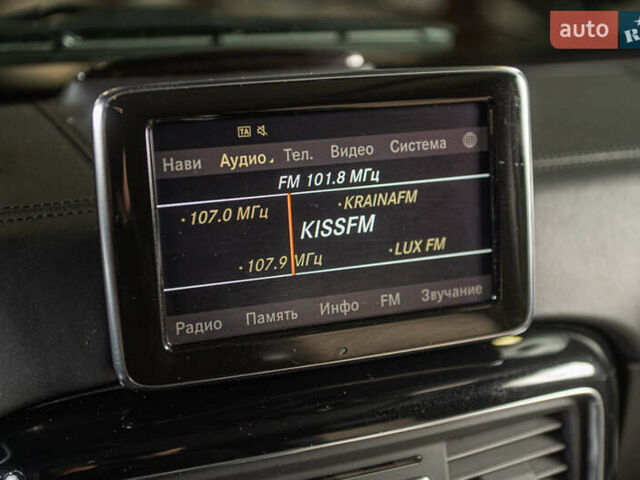 auto
TA
Нави Аудио Тел. Видео Система
FM 101.8 МГц
•107.0 МГц •KRAINAFM
KISSFM
•107.9 МГц •LUX FM
Радио Память Инфо FM Звучание